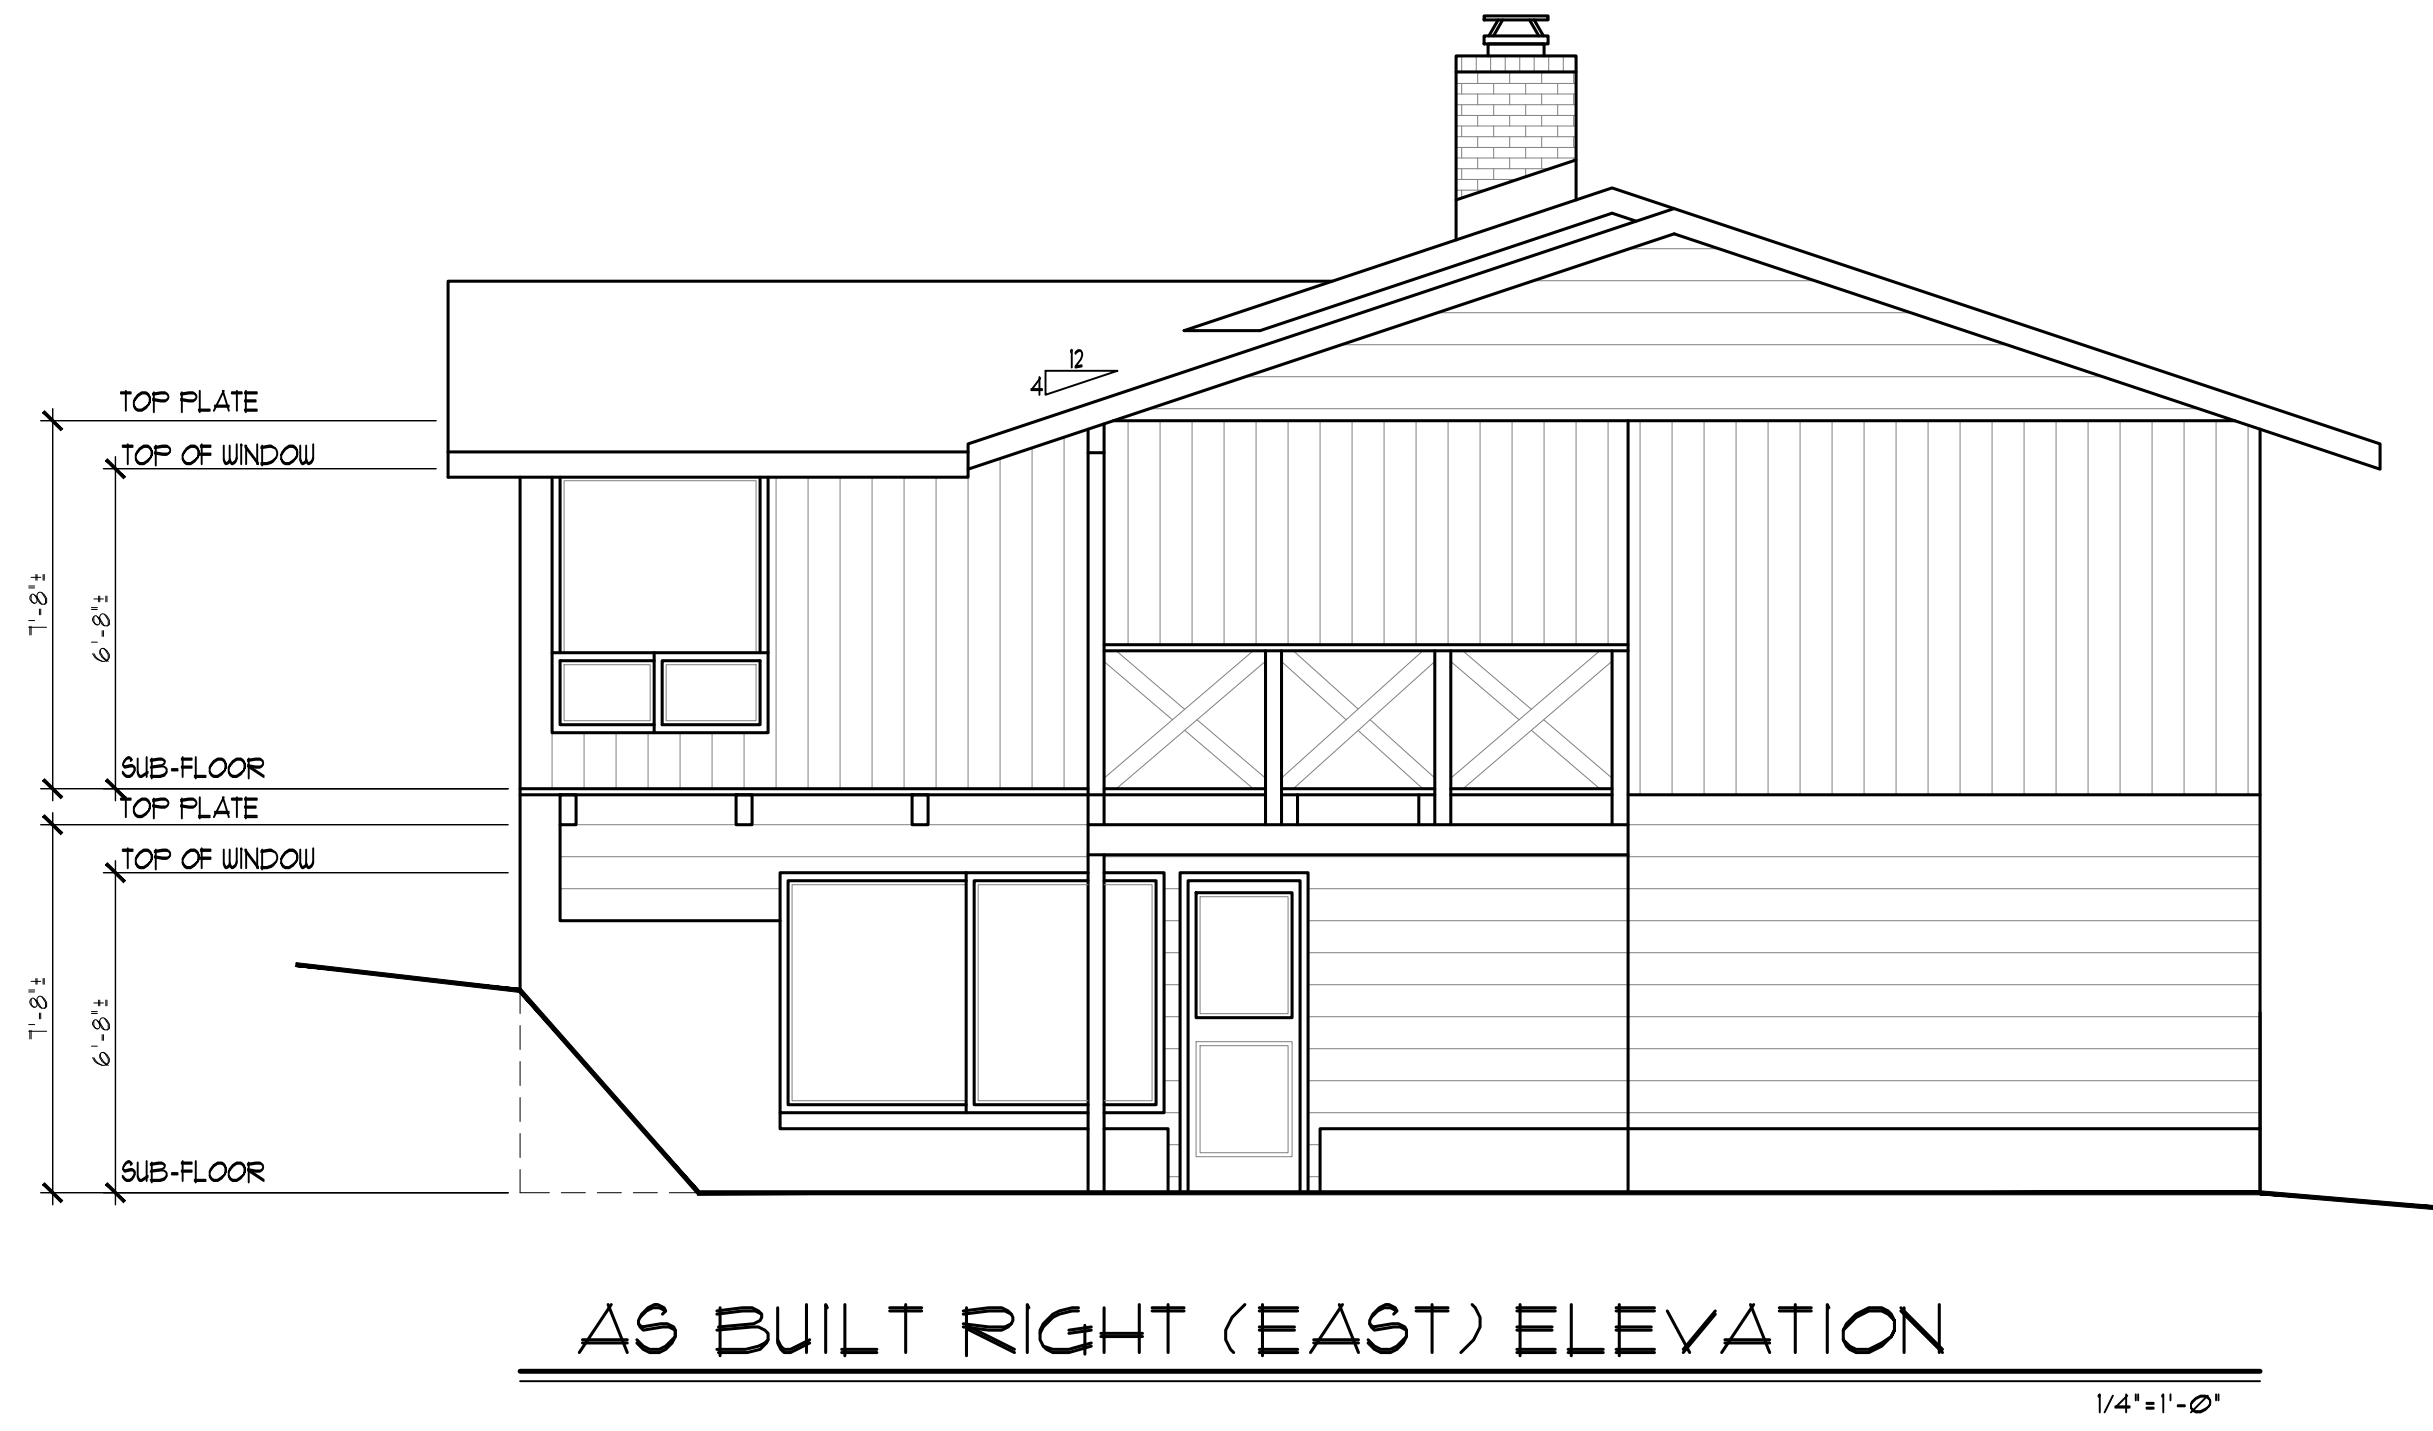 12
4
TOP PLATE
TOP OF WINDOW
7'-8"±
6'-8"±
SUB-FLOOR
TOP PLATE
TOP OF WINDOW
7'-8"±
6'-8"±
SUB-FLOOR
AS BUILT RIGHT (EAST) ELEVATION
1/4"=1'-0"